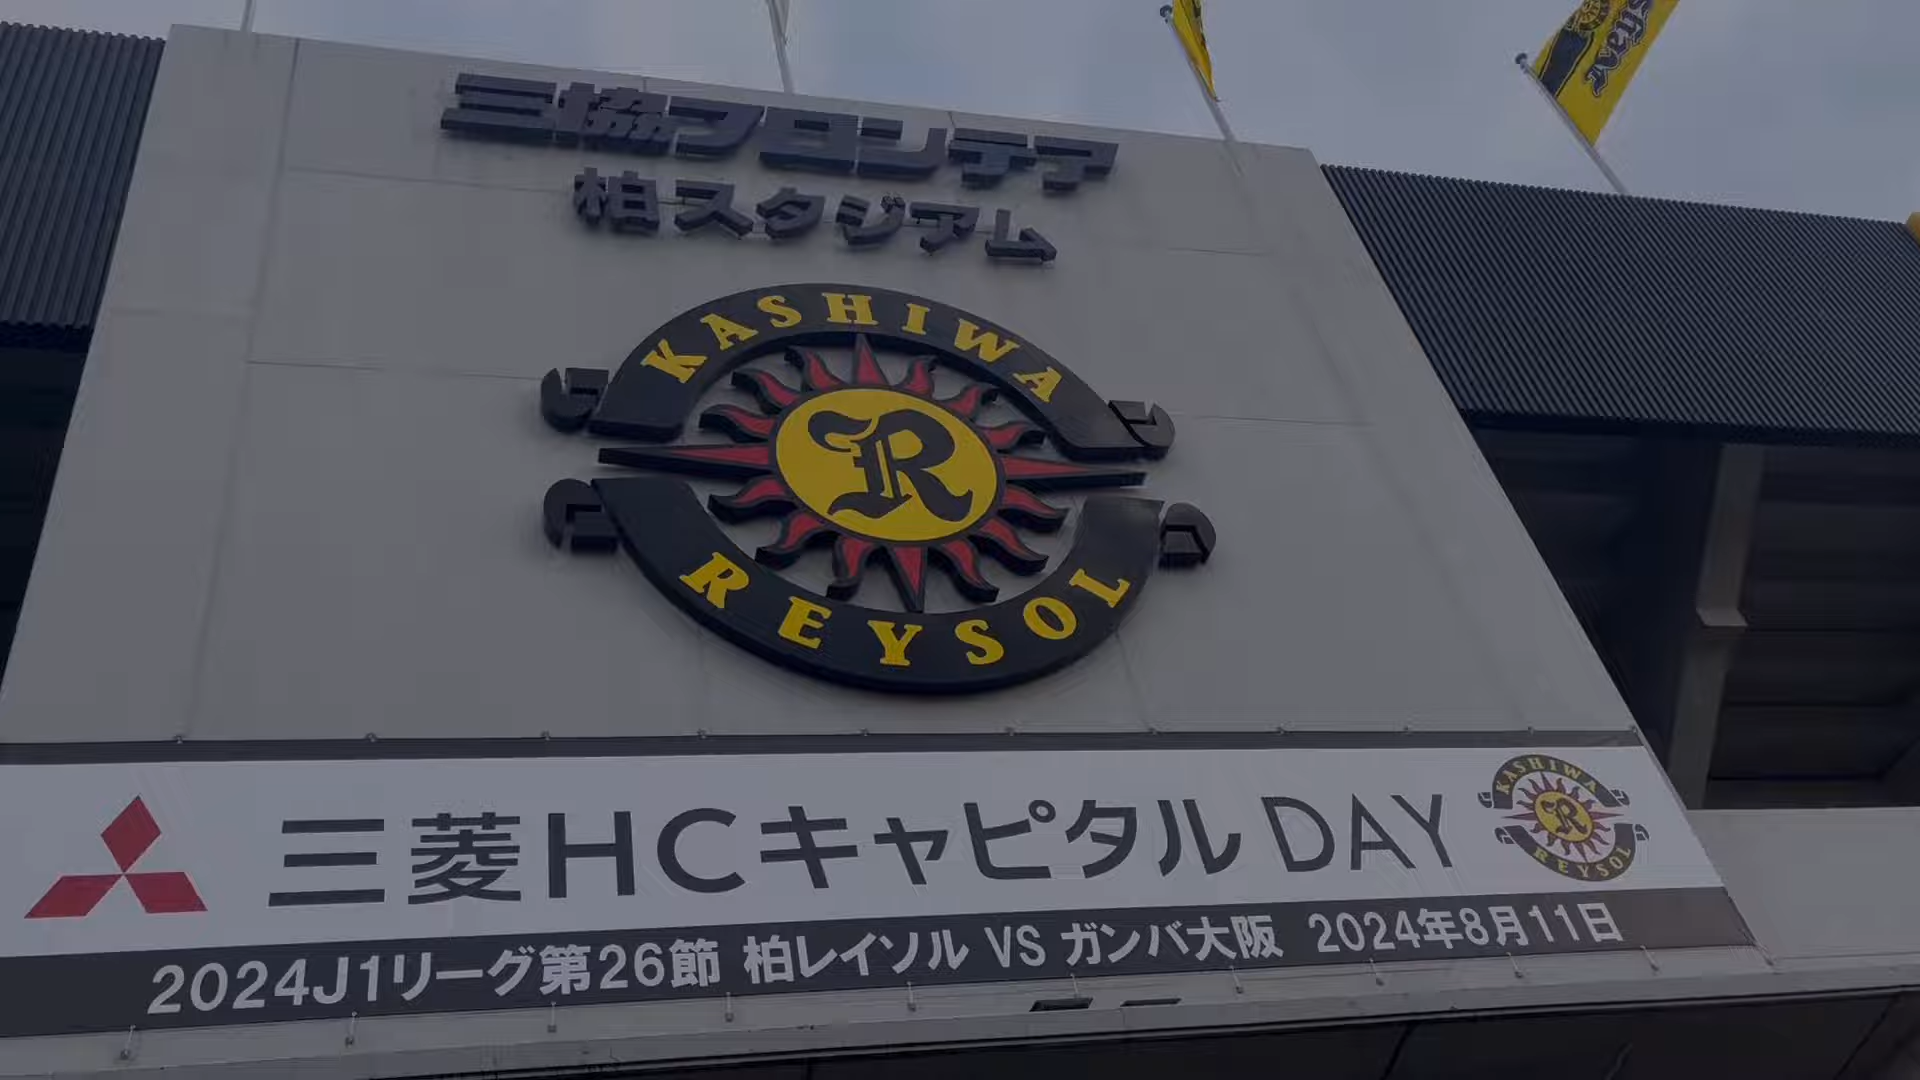 三協フロンテア
柏スタジアム
KASHIWA
R
REYSOL
三菱HCキャピタル DAY
KASHIWA
R
REYSOL
2024J1リーグ第26節 柏レイソル VS ガンバ大阪 2024年8月11日